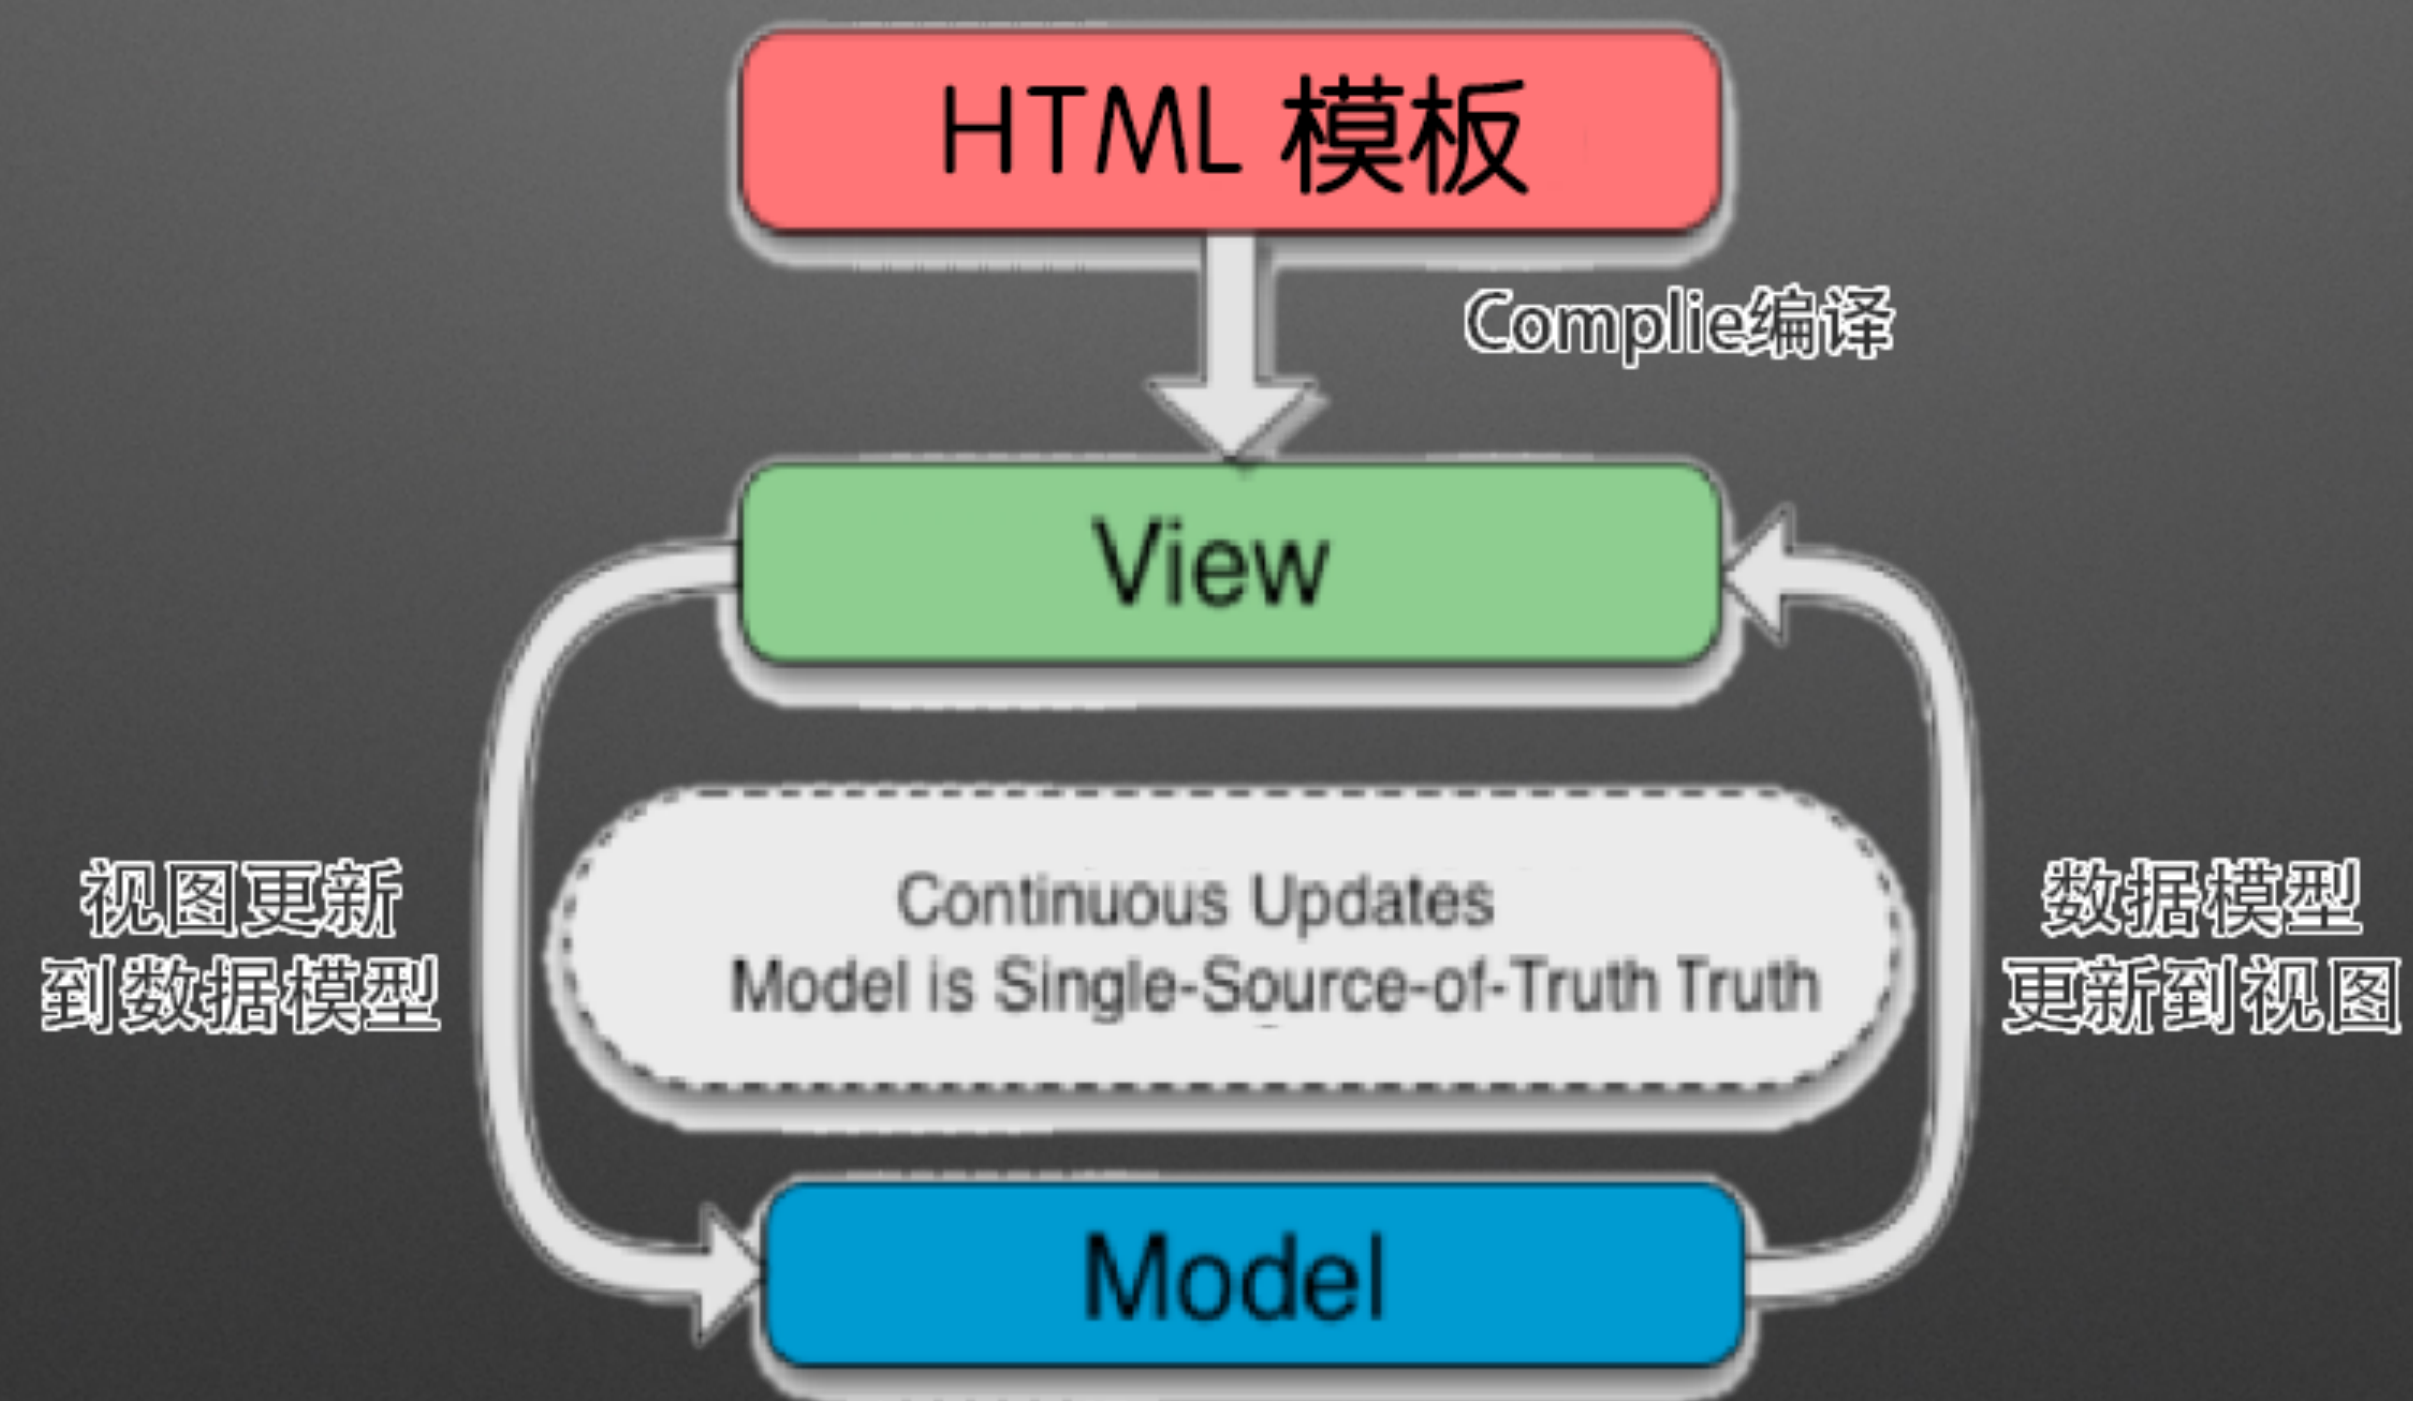 HTML 模板
Complie编译
View
视图更新
到数据模型
Continuous Updates
Model is Single-Source-of-Truth Truth
数据模型
更新到视图
Model